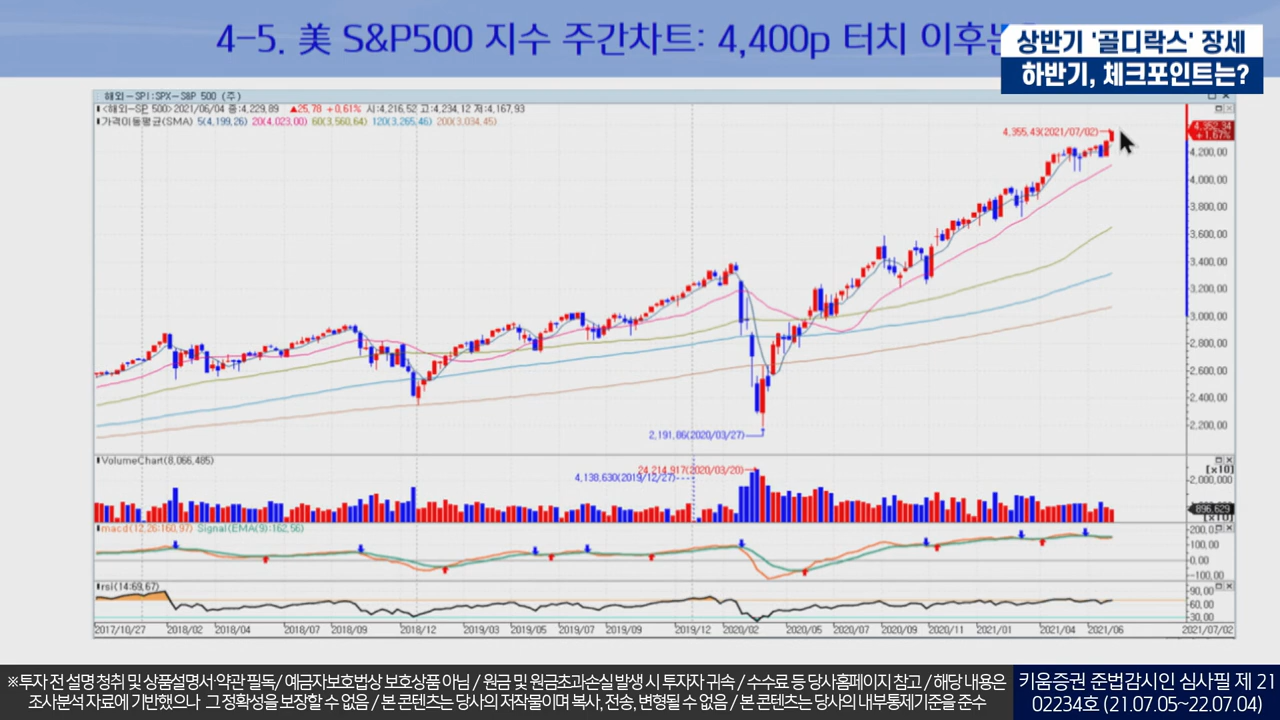 4-5. 美 S&P500 지수 주간차트: 4,400p 터치 이후는
상반기 '골디락스' 장세
하반기, 체크포인트는?
해외-SPI:SPX-S&P 500 (주)
<해외-SP 500>2021/06/04 종:4,229,89 ▲25,78 +0,61% 시:4,216,52 고:4,234,12 저:4,167,93
가격이동평균(SMA) 5(4,199,26) 20(4,023,00) 60(3,560,64) 120(3,265,46) 200(3,034,45)
4,355,43(2021/07/02)
4,352,34
+1,67%
4,200,00
4,000,00
3,800,00
3,600,00
3,400,00
3,200,00
3,000,00
2,800,00
2,600,00
2,400,00
2,200,00
2,191,86(2020/03/27)
VolumeChart(8,066,485)
24,214,917(2020/03/20)
4,138,630(2019/12/27)
[x10]
2,000,000
896,629
[x10]
macd(12,26:160,97) Signal(EMA(9):162,56)
200,0
100,00
0,00
-100,00
rsi(14:69,67)
90,00
60,00
30,00
2017/10/27 2018/02 2018/04 2018/07 2018/09 2018/12 2019/03 2019/05 2019/07 2019/09 2019/12 2020/02 2020/05 2020/07 2020/09 2020/11 2021/01 2021/04 2021/06 2021/07/02
※투자 전 설명 청취 및 상품설명서·약관 필독/ 예금자보호법상 보호상품 아님 / 원금 및 원금초과손실 발생 시 투자자 귀속 / 수수료 등 당사홈페이지 참고 / 해당 내용은
조사분석 자료에 기반했으나 그 정확성을 보장할 수 없음 / 본 콘텐츠는 당사의 저작물이며 복사, 전송, 변형될 수 없음 / 본 콘텐츠는 당사의 내부통제기준을 준수
키움증권 준법감시인 심사필 제 21
02234호 (21.07.05~22.07.04)